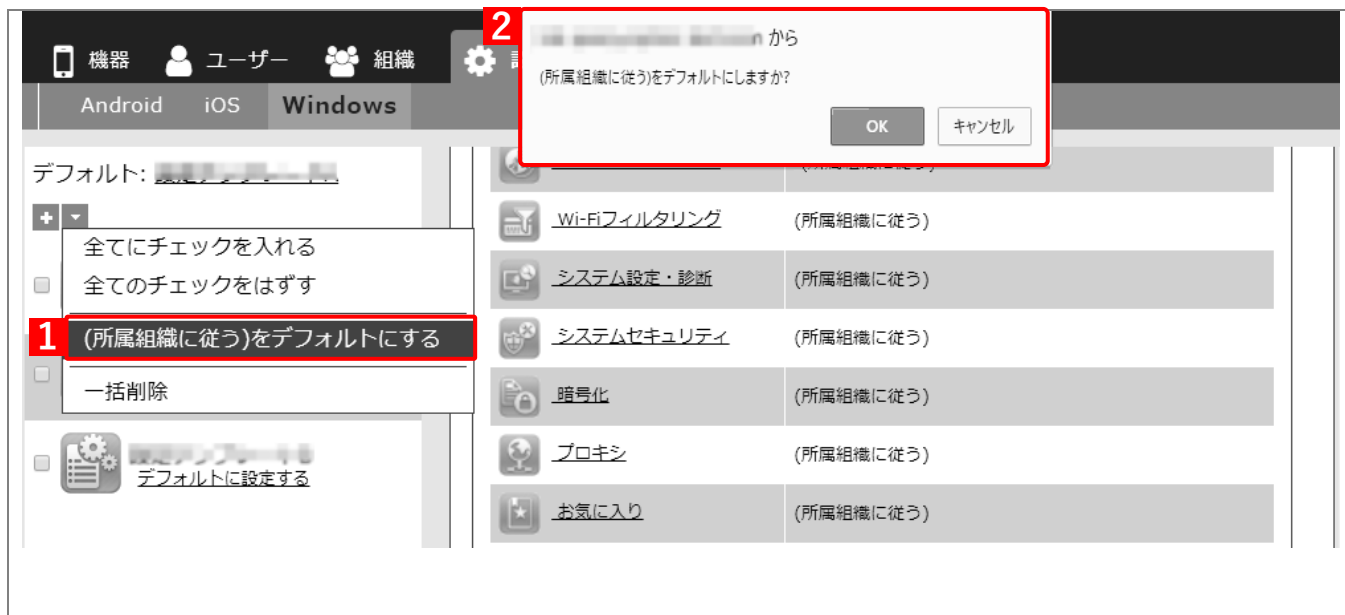 2
から
(所属組織に従う)をデフォルトにしますか?
OK キャンセル
機器 ユーザー 組織
Android iOS Windows
デフォルト:
全てにチェックを入れる
全てのチェックをはずす
1 (所属組織に従う)をデフォルトにする
一括削除
デフォルトに設定する
Wi-Fiフィルタリング (所属組織に従う)
システム設定・診断 (所属組織に従う)
システムセキュリティ (所属組織に従う)
暗号化 (所属組織に従う)
プロキシ (所属組織に従う)
お気に入り (所属組織に従う)